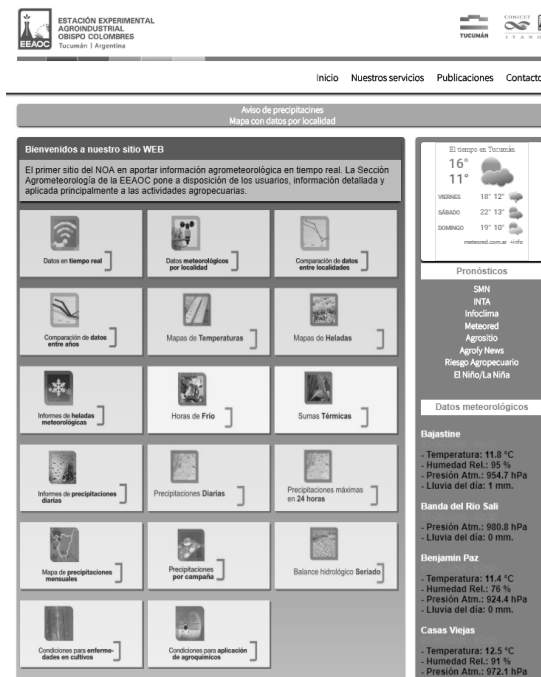 ESTACIÓN EXPERIMENTAL
AGROINDUSTRIAL
OBISPO COLOMBRES
Tucumán | Argentina
EEAOC
TUCUMÁN
CONICET
I T A N O
Inicio Nuestros servicios Publicaciones Contacto
Aviso de precipitacines
Mapa con datos por localidad
Bienvenidos a nuestro sitio WEB
El primer sitio del NOA en aportar información agrometeorológica en tiempo real. La Sección
Agrometeorología de la EEAOC pone a disposición de los usuarios, información detallada y
aplicada principalmente a las actividades agropecuarias.
Datos en tiempo real
Datos meteorológicos
por localidad
Comparación de datos
entre localidades
Comparación de datos
entre años
Mapas de Temperaturas
Mapas de Heladas
Informes de heladas
meteorológicas
Horas de Frío
Sumas Térmicas
Informes de precipitaciones
diarias
Precipitaciones Diarias
Precipitaciones máximas
en 24 horas
Mapa de precipitaciones
mensuales
Precipitaciones
por campaña
Balance hidrológico Seriado
Condiciones para enferme-
dades en cultivos
Condiciones para aplicación
de agroquímicos
El tiempo en Tucumán
16°
11°
VIERNES 18° 12°
SÁBADO 22° 13°
DOMINGO 19° 10°
meteored.com.ar +info
Pronósticos
SMN
INTA
Infoclima
Meteored
Agrositio
Agrofy News
Riesgo Agropecuario
El Niño/La Niña
Datos meteorológicos
Bajastine
- Temperatura: 11.8 °C
- Humedad Rel.: 95 %
- Presión Atm.: 954.7 hPa
- Lluvia del día: 1 mm.
Banda del Río Salí
- Presión Atm.: 980.8 hPa
- Lluvia del día: 0 mm.
Benjamín Paz
- Temperatura: 11.4 °C
- Humedad Rel.: 76 %
- Presión Atm.: 924.4 hPa
- Lluvia del día: 0 mm.
Casas Viejas
- Temperatura: 12.5 °C
- Humedad Rel.: 91 %
- Presión Atm.: 972.1 hPa